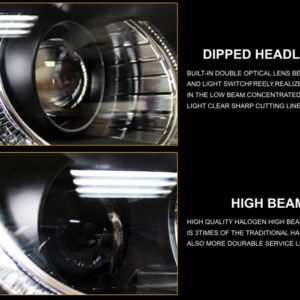 DIPPED HEADL
BUILT-IN DOUBLE OPTICAL LENS BE
AND LIGHT SWITCHFREELY,REALIZE
IN THE LOW BEAM.CONCENTRATED
LIGHT CLEAR SHARP CUTTING LINE
HIGH BEAM
HIGH QUALITY HALOGEN HIGH BEA
IS 3TIMES OF THE TRADITIONAL HA
ALSO MORE DOURABLE SERVICE L